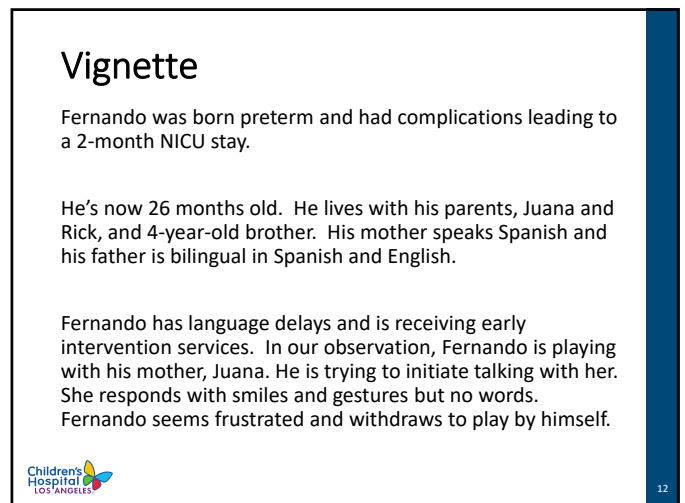 Vignette
Fernando was born preterm and had complications leading to
a 2-month NICU stay.
He's now 26 months old.  He lives with his parents, Juana and
Rick, and 4-year-old brother.  His mother speaks Spanish and
his father is bilingual in Spanish and English.
Fernando has language delays and is receiving early
intervention services.  In our observation, Fernando is playing
with his mother, Juana. He is trying to initiate talking with her.
She responds with smiles and gestures but no words.
Fernando seems frustrated and withdraws to play by himself.
Children's
Hospital
LOS ANGELES
12